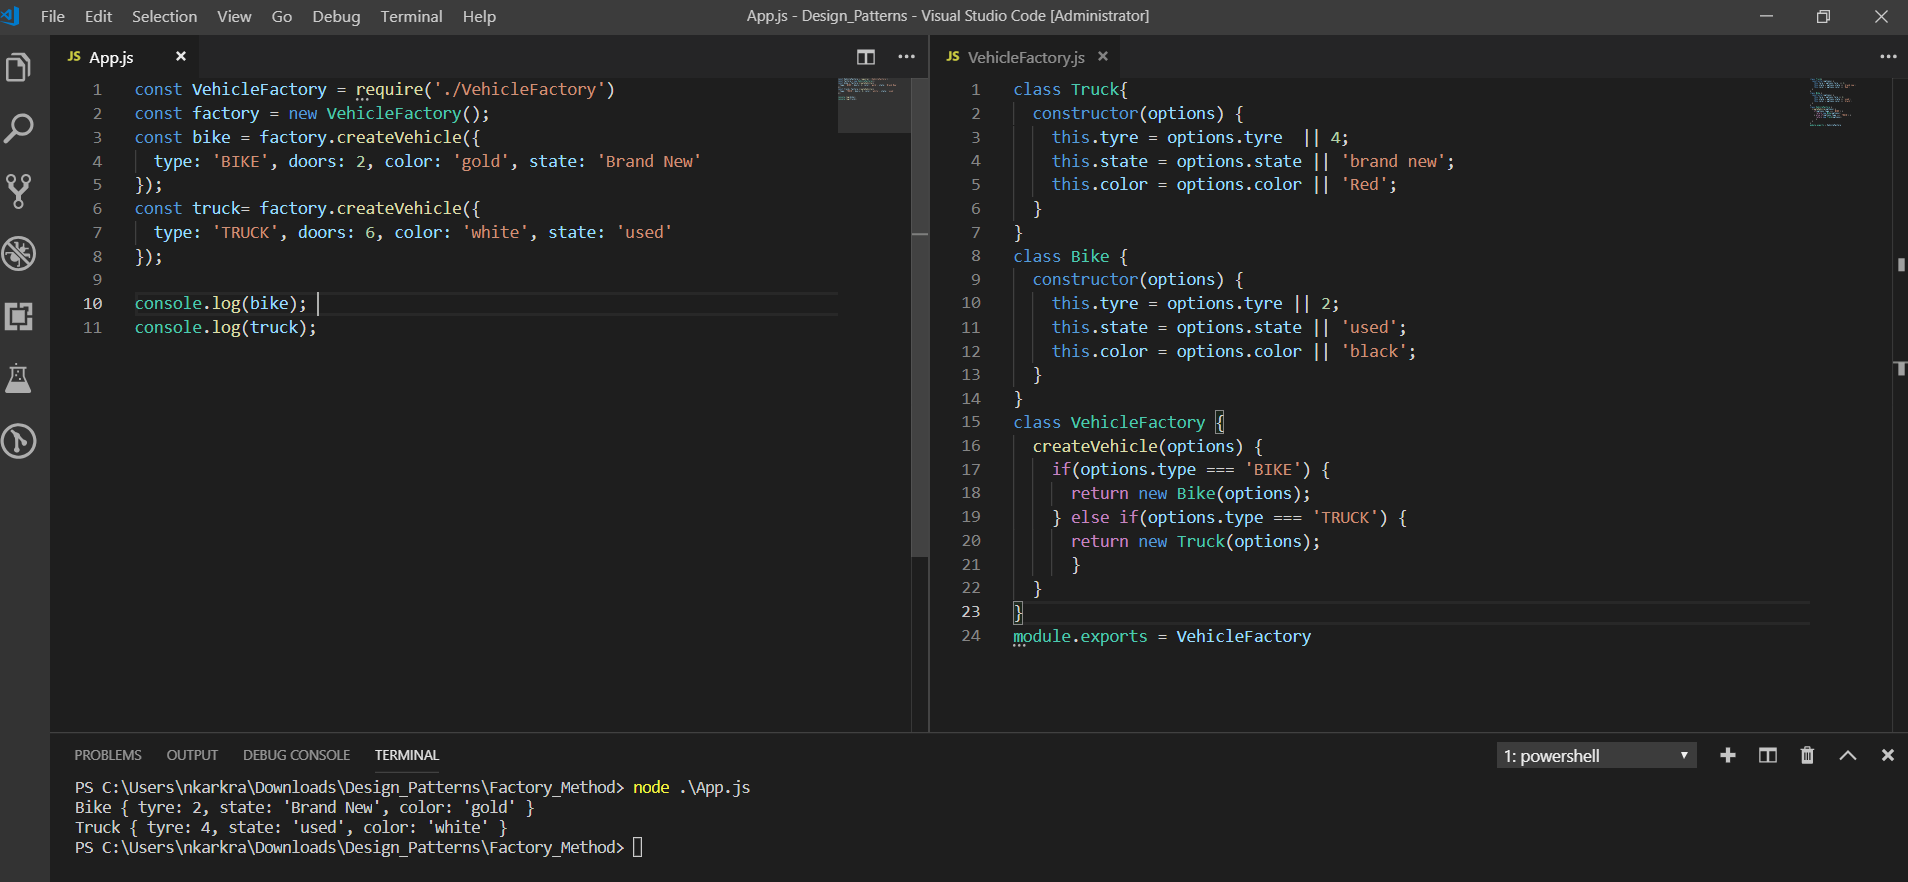 File Edit Selection View Go Debug Terminal Help App.js - Design_Patterns - Visual Studio Code [Administrator]
JS App.js
1 const VehicleFactory = require('./VehicleFactory')
2 const factory = new VehicleFactory();
3 const bike = factory.createVehicle({
4   type: 'BIKE', doors: 2, color: 'gold', state: 'Brand New'
5 });
6 const truck= factory.createVehicle({
7   type: 'TRUCK', doors: 6, color: 'white', state: 'used'
8 });
9
10 console.log(bike);
11 console.log(truck);
JS VehicleFactory.js
1 class Truck{
2   constructor(options) {
3     this.tyre = options.tyre  || 4;
4     this.state = options.state || 'brand new';
5     this.color = options.color || 'Red';
6   }
7 }
8 class Bike {
9   constructor(options) {
10     this.tyre = options.tyre || 2;
11     this.state = options.state || 'used';
12     this.color = options.color || 'black';
13   }
14 }
15 class VehicleFactory {
16   createVehicle(options) {
17     if(options.type === 'BIKE') {
18       return new Bike(options);
19     } else if(options.type === 'TRUCK') {
20       return new Truck(options);
21       }
22   }
23 }
24 module.exports = VehicleFactory
PROBLEMS OUTPUT DEBUG CONSOLE TERMINAL 1: powershell
PS C:\Users\nkarkra\Downloads\Design_Patterns\Factory_Method> node .\App.js
Bike { tyre: 2, state: 'Brand New', color: 'gold' }
Truck { tyre: 4, state: 'used', color: 'white' }
PS C:\Users\nkarkra\Downloads\Design_Patterns\Factory_Method>